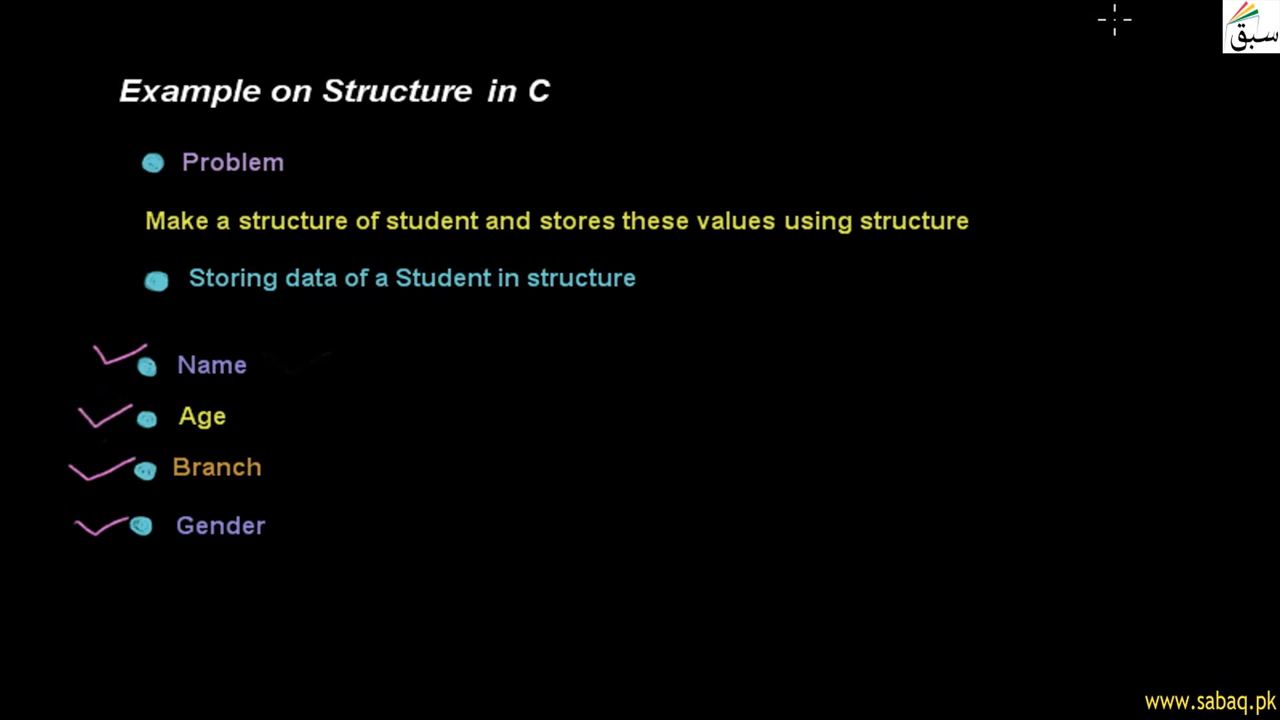 سبق
Example on Structure in C
Problem
Make a structure of student and stores these values using structure
Storing data of a Student in structure
Name
Age
Branch
Gender
www.sabaq.pk